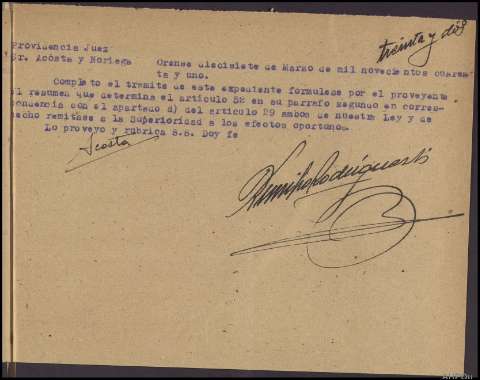 treinta y dos
Providencia Juez
Sr. Acosta y Noriega Orense diecisiete de Marzo de mil novecientos cuaren-
ta y uno.
Completo el tramite de este expediente formulese por el proveyente
el resumen que determina el articulo 52 en su parrafo segundo en corres-
pondencia con el apartado d) del articulo 29 ambos de nuestra Ley y de
hecho remitase a la Superioridad a los efectos oportunos.
Lo proveyo y rubrica S.S. Doy fe
Acosta